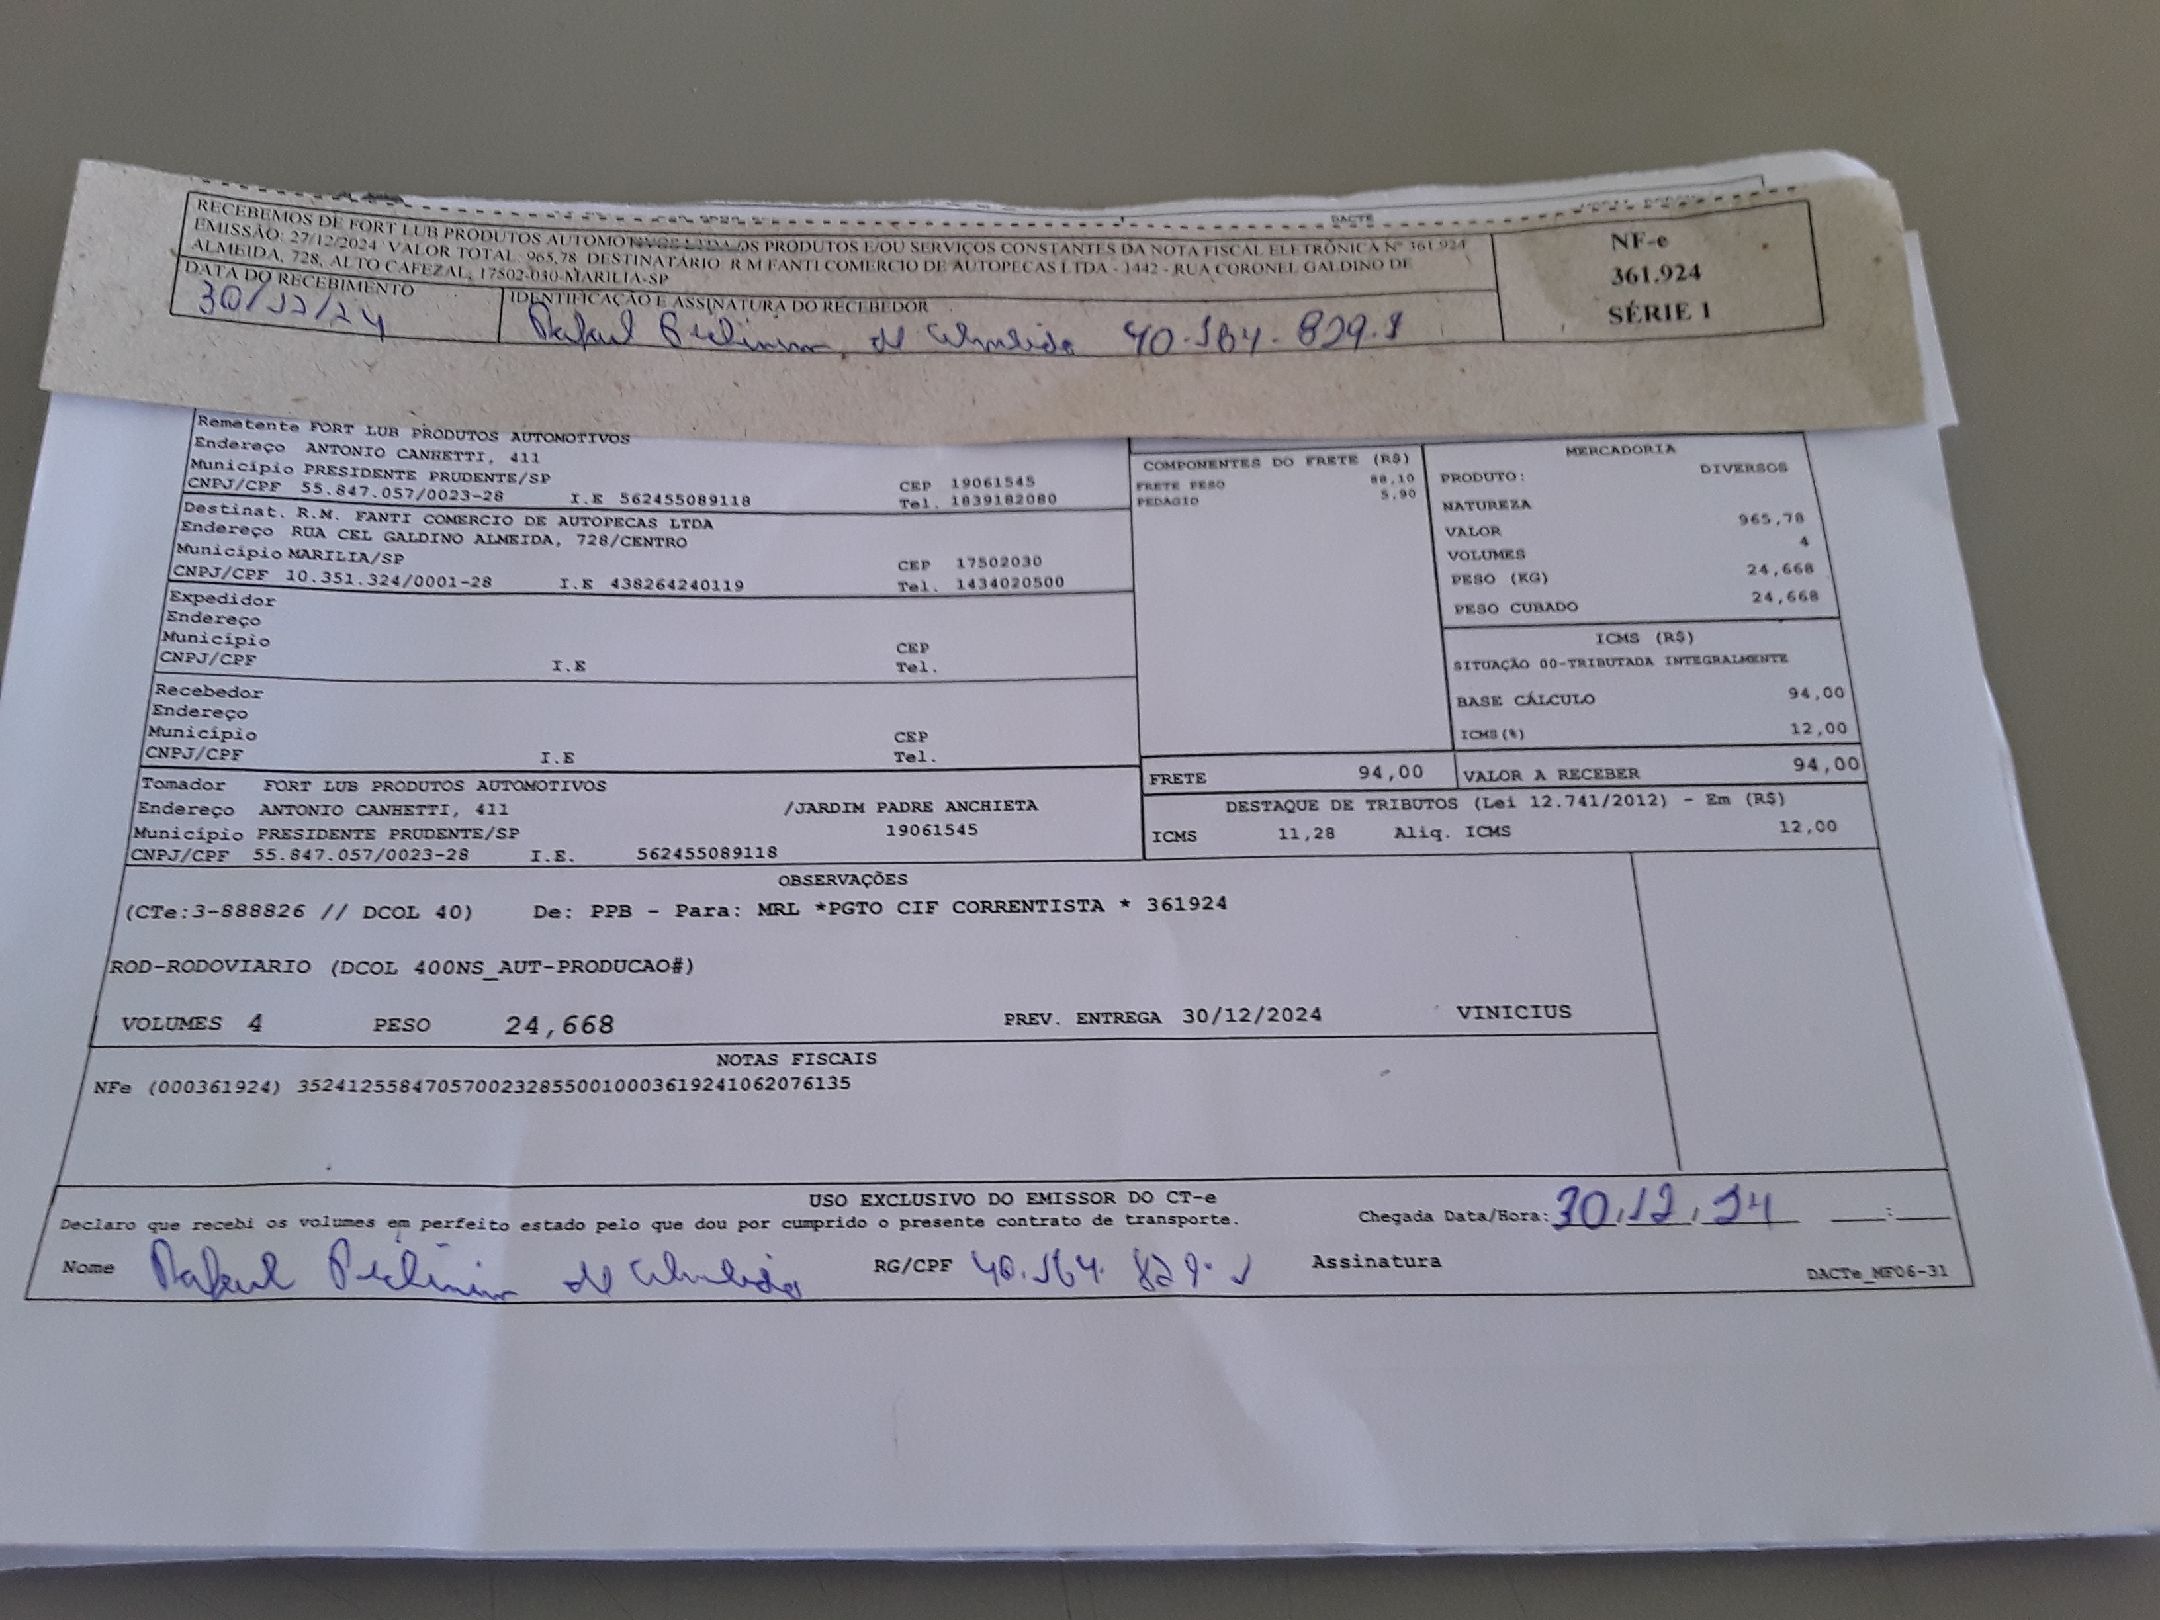 DACTE
RECEBEMOS DE FORT LUB PRODUTOS AUTOMOTIVOS LTDA OS PRODUTOS E/OU SERVIÇOS CONSTANTES DA NOTA FISCAL ELETRÔNICA Nº 361.924
EMISSÃO: 27/12/2024 VALOR TOTAL: 965,78 DESTINATÁRIO: R M FANTI COMERCIO DE AUTOPECAS LTDA - 1442 - RUA CORONEL GALDINO DE
ALMEIDA, 728, ALTO CAFEZAL, 17502-030-MARILIA-SP
NF-e
361.924
SÉRIE 1
DATA DO RECEBIMENTO
30/12/24
IDENTIFICAÇÃO E ASSINATURA DO RECEBEDOR
Rafael de Almeida 40.164.829.1
Remetente FORT LUB PRODUTOS AUTOMOTIVOS
Endereço ANTONIO CANHETTI, 411
Município PRESIDENTE PRUDENTE/SP CEP 19061545
CNPJ/CPF 55.847.057/0023-28 I.E 562455089118 Tel. 1839182080
Destinat. R.M. FANTI COMERCIO DE AUTOPECAS LTDA
Endereço RUA CEL GALDINO ALMEIDA, 728/CENTRO
Município MARILIA/SP CEP 17502030
CNPJ/CPF 10.351.324/0001-28 I.E 438264240119 Tel. 1434020500
Expedidor
Endereço
Município CEP
CNPJ/CPF I.E Tel.
Recebedor
Endereço
Município CEP
CNPJ/CPF I.E Tel.
Tomador FORT LUB PRODUTOS AUTOMOTIVOS
Endereço ANTONIO CANHETTI, 411 /JARDIM PADRE ANCHIETA
Município PRESIDENTE PRUDENTE/SP 19061545
CNPJ/CPF 55.847.057/0023-28 I.E. 562455089118
COMPONENTES DO FRETE (R$)
FRETE PESO 88,10
PEDAGIO 5,90
MERCADORIA
PRODUTO: DIVERSOS
NATUREZA
VALOR 965,78
VOLUMES 4
PESO (KG) 24,668
PESO CUBADO 24,668
ICMS (R$)
SITUAÇÃO 00-TRIBUTADA INTEGRALMENTE
BASE CÁLCULO 94,00
ICMS(%) 12,00
FRETE 94,00 VALOR A RECEBER 94,00
DESTAQUE DE TRIBUTOS (Lei 12.741/2012) - Em (R$)
ICMS 11,28 Aliq. ICMS 12,00
OBSERVAÇÕES
(CTe:3-888826 // DCOL 40) De: PPB - Para: MRL *PGTO CIF CORRENTISTA * 361924
ROD-RODOVIARIO (DCOL 400NS_AUT-PRODUCAO#)
VOLUMES 4 PESO 24,668 PREV. ENTREGA 30/12/2024 VINICIUS
NOTAS FISCAIS
NFe (000361924) 35241255847057002328550010003619241062076135
USO EXCLUSIVO DO EMISSOR DO CT-e
Declaro que recebi os volumes em perfeito estado pelo que dou por cumprido o presente contrato de transporte. Chegada Data/Hora: 30.12.24 __:__
Nome Rafael de Almeida RG/CPF 40.164.829.1 Assinatura
DACTe_MF06-31